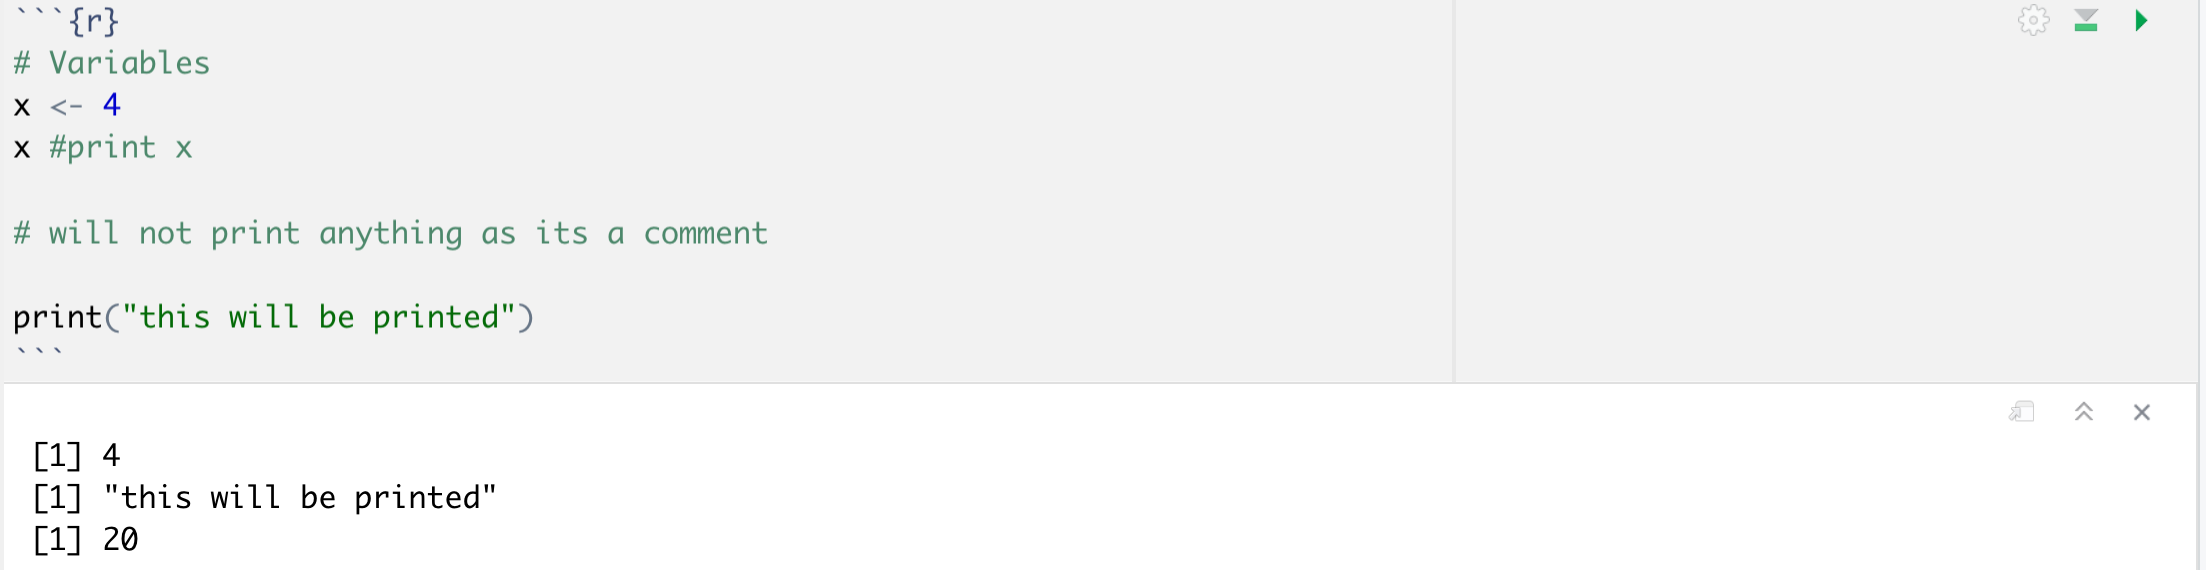 ```{r}
# Variables
x <- 4
x #print x
# will not print anything as its a comment
print("this will be printed")
```
[1] 4
[1] "this will be printed"
[1] 20